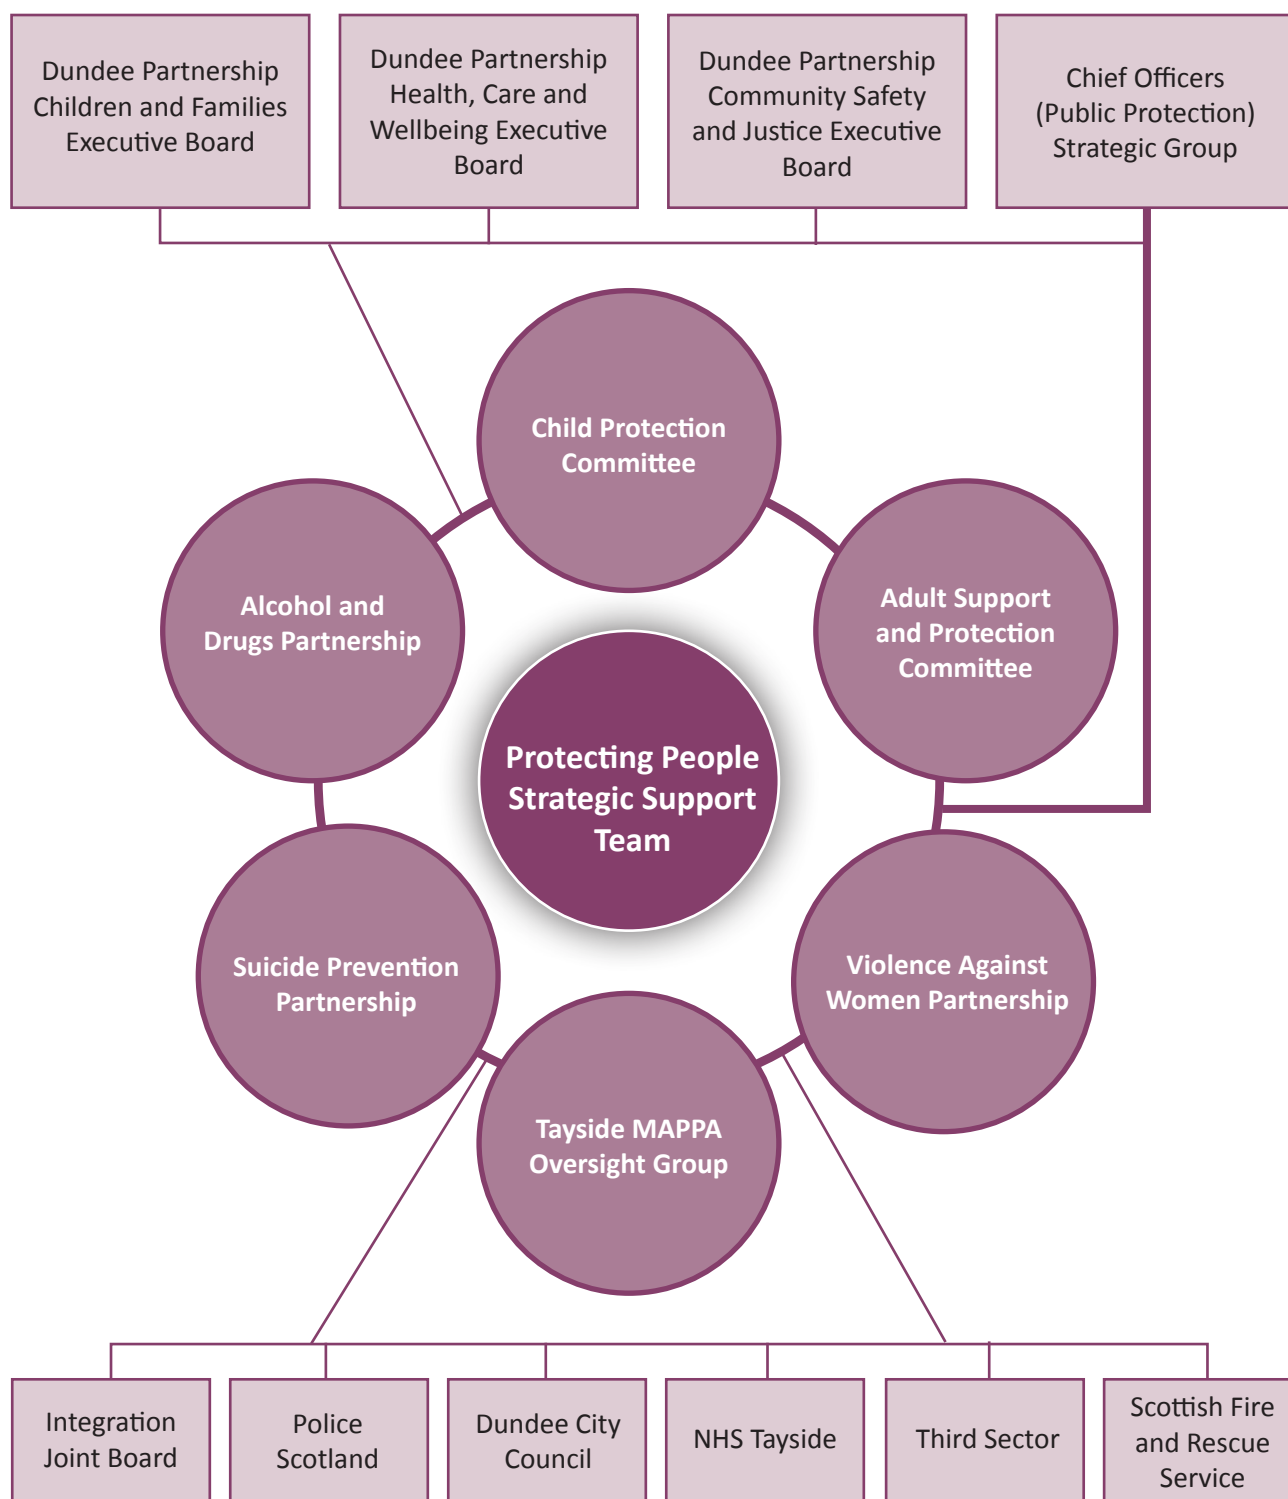 Dundee Partnership
Children and Families
Executive Board
Dundee Partnership
Health, Care and
Wellbeing Executive
Board
Dundee Partnership
Community Safety
and Justice Executive
Board
Chief Officers
(Public Protection)
Strategic Group
Child Protection
Committee
Alcohol and
Drugs Partnership
Adult Support
and Protection
Committee
Protecting People
Strategic Support
Team
Suicide Prevention
Partnership
Violence Against
Women Partnership
Tayside MAPPA
Oversight Group
Integration
Joint Board
Police
Scotland
Dundee City
Council
NHS Tayside
Third Sector
Scottish Fire
and Rescue
Service